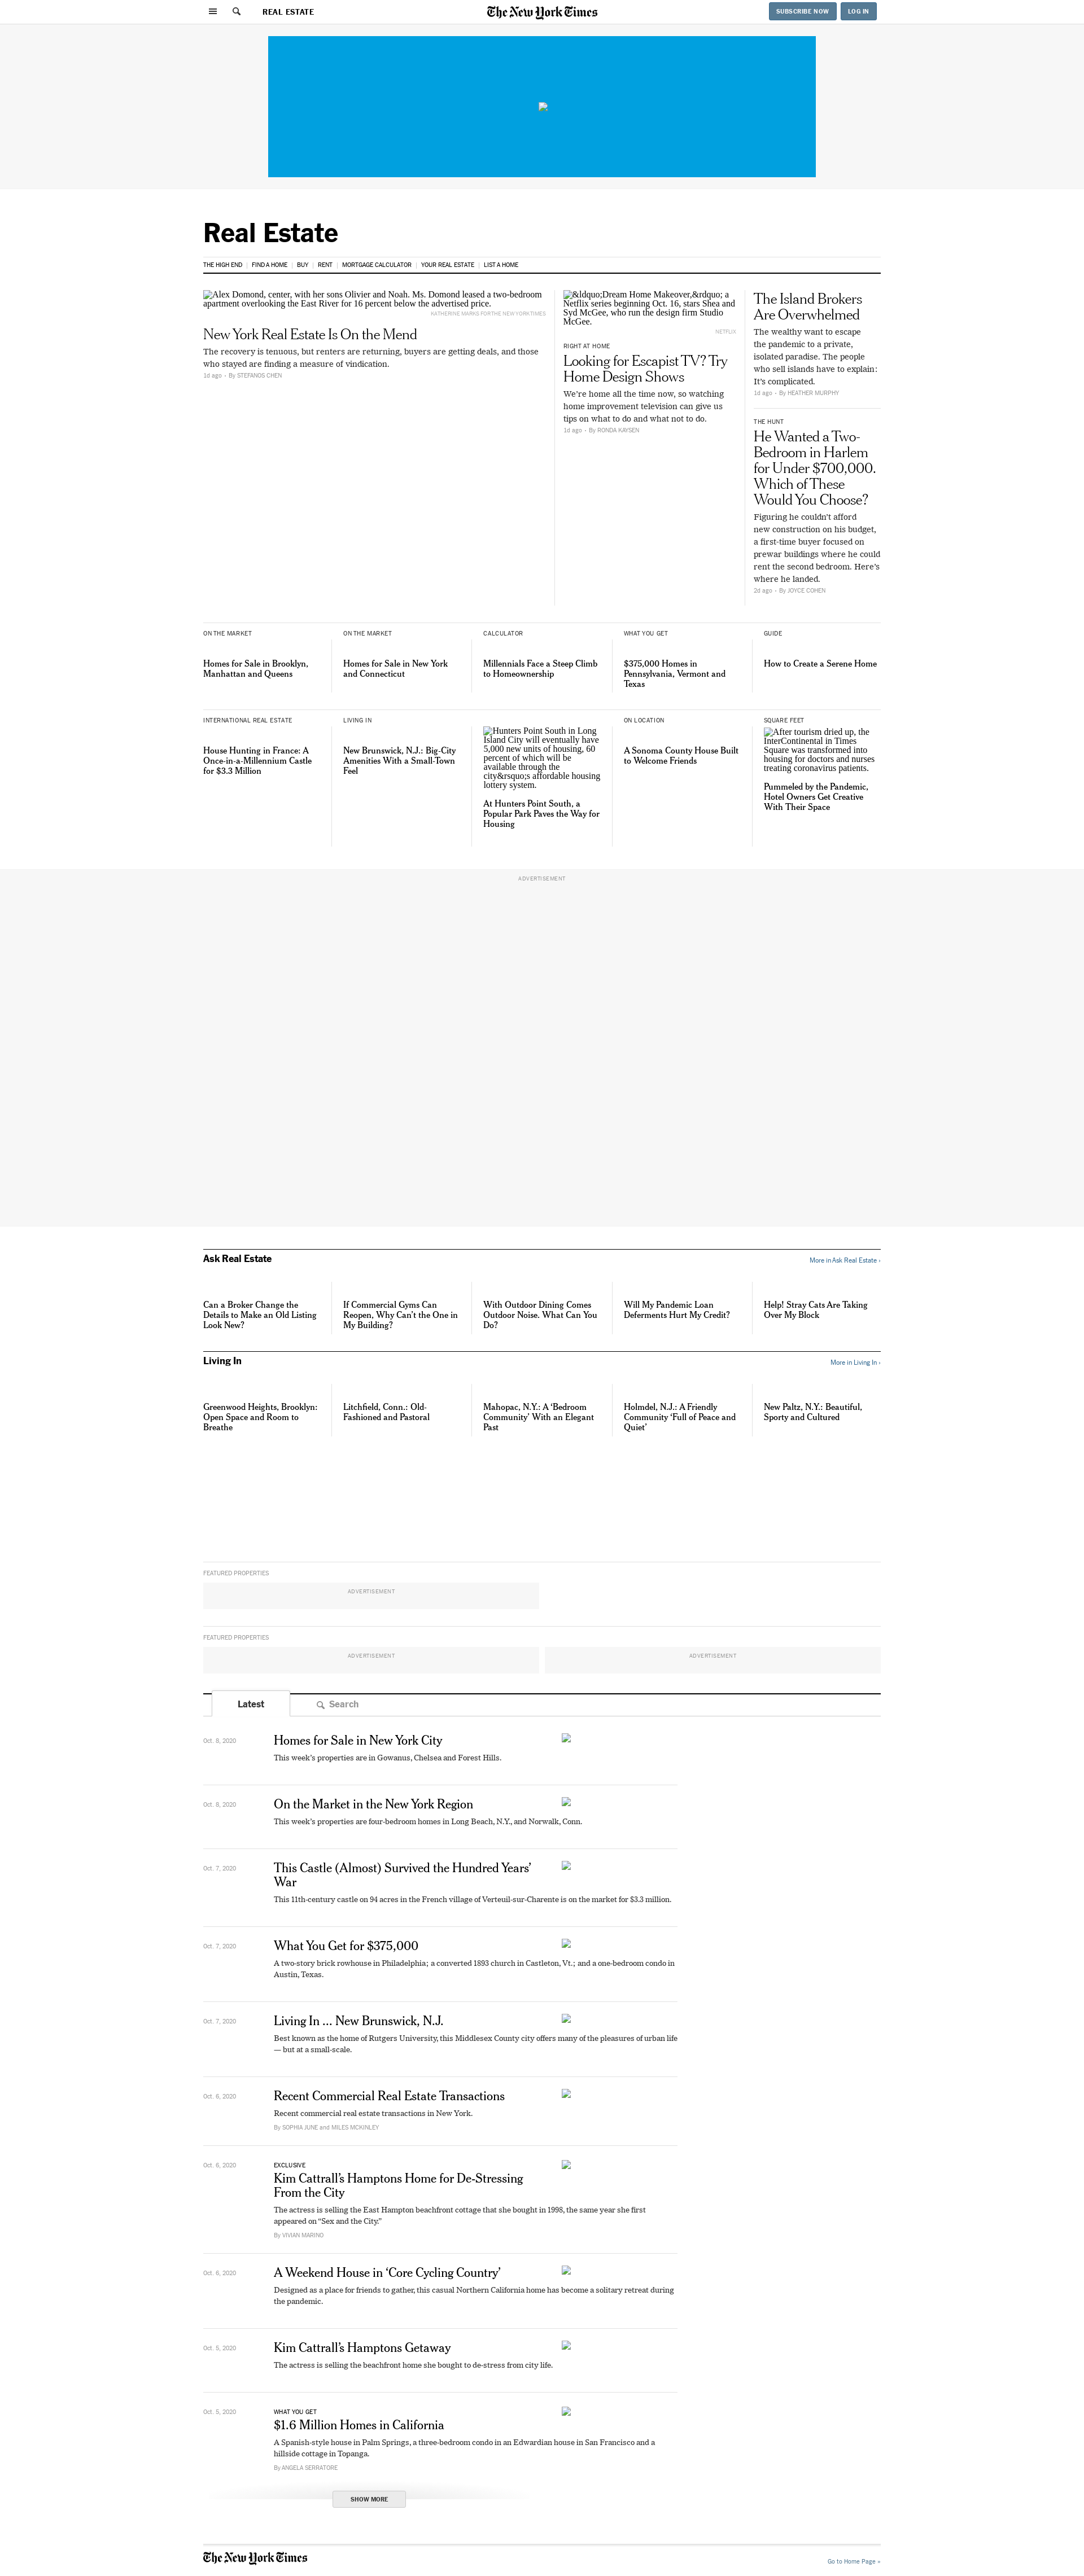 REAL ESTATE
The New York Times
SUBSCRIBE NOW
LOG IN
Real Estate
THE HIGH END | FIND A HOME | BUY | RENT | MORTGAGE CALCULATOR | YOUR REAL ESTATE | LIST A HOME
Alex Domond, center, with her sons Olivier and Noah. Ms. Domond leased a two-bedroom
apartment overlooking the East River for 16 percent below the advertised price.
KATHERINE MARKS FOR THE NEW YORK TIMES
New York Real Estate Is On the Mend
The recovery is tenuous, but renters are returning, buyers are getting deals, and those
who stayed are finding a measure of vindication.
1d ago · By STEFANOS CHEN
&ldquo;Dream Home Makeover,&rdquo; a
Netflix series beginning Oct. 16, stars Shea and
Syd McGee, who run the design firm Studio
McGee.
NETFLIX
RIGHT AT HOME
Looking for Escapist TV? Try
Home Design Shows
We're home all the time now, so watching
home improvement television can give us
tips on what to do and what not to do.
1d ago · By RONDA KAYSEN
The Island Brokers
Are Overwhelmed
The wealthy want to escape
the pandemic to a private,
isolated paradise. The people
who sell islands have to explain:
It's complicated.
1d ago · By HEATHER MURPHY
THE HUNT
He Wanted a Two-
Bedroom in Harlem
for Under $700,000.
Which of These
Would You Choose?
Figuring he couldn't afford
new construction on his budget,
a first-time buyer focused on
prewar buildings where he could
rent the second bedroom. Here's
where he landed.
2d ago · By JOYCE COHEN
ON THE MARKET
Homes for Sale in Brooklyn,
Manhattan and Queens
ON THE MARKET
Homes for Sale in New York
and Connecticut
CALCULATOR
Millennials Face a Steep Climb
to Homeownership
WHAT YOU GET
$375,000 Homes in
Pennsylvania, Vermont and
Texas
GUIDE
How to Create a Serene Home
INTERNATIONAL REAL ESTATE
House Hunting in France: A
Once-in-a-Millennium Castle
for $3.3 Million
LIVING IN
New Brunswick, N.J.: Big-City
Amenities With a Small-Town
Feel
Hunters Point South in Long
Island City will eventually have
5,000 new units of housing, 60
percent of which will be
available through the
city&rsquo;s affordable housing
lottery system.
At Hunters Point South, a
Popular Park Paves the Way for
Housing
ON LOCATION
A Sonoma County House Built
to Welcome Friends
SQUARE FEET
After tourism dried up, the
InterContinental in Times
Square was transformed into
housing for doctors and nurses
treating coronavirus patients.
Pummeled by the Pandemic,
Hotel Owners Get Creative
With Their Space
ADVERTISEMENT
Ask Real Estate
More in Ask Real Estate ›
Can a Broker Change the
Details to Make an Old Listing
Look New?
If Commercial Gyms Can
Reopen, Why Can't the One in
My Building?
With Outdoor Dining Comes
Outdoor Noise. What Can You
Do?
Will My Pandemic Loan
Deferments Hurt My Credit?
Help! Stray Cats Are Taking
Over My Block
Living In
More in Living In ›
Greenwood Heights, Brooklyn:
Open Space and Room to
Breathe
Litchfield, Conn.: Old-
Fashioned and Pastoral
Mahopac, N.Y.: A 'Bedroom
Community' With an Elegant
Past
Holmdel, N.J.: A Friendly
Community 'Full of Peace and
Quiet'
New Paltz, N.Y.: Beautiful,
Sporty and Cultured
FEATURED PROPERTIES
ADVERTISEMENT
FEATURED PROPERTIES
ADVERTISEMENT
ADVERTISEMENT
Latest
Search
Oct. 8, 2020
Homes for Sale in New York City
This week's properties are in Gowanus, Chelsea and Forest Hills.
Oct. 8, 2020
On the Market in the New York Region
This week's properties are four-bedroom homes in Long Beach, N.Y., and Norwalk, Conn.
Oct. 7, 2020
This Castle (Almost) Survived the Hundred Years'
War
This 11th-century castle on 94 acres in the French village of Verteuil-sur-Charente is on the market for $3.3 million.
Oct. 7, 2020
What You Get for $375,000
A two-story brick rowhouse in Philadelphia; a converted 1893 church in Castleton, Vt.; and a one-bedroom condo in
Austin, Texas.
Oct. 7, 2020
Living In ... New Brunswick, N.J.
Best known as the home of Rutgers University, this Middlesex County city offers many of the pleasures of urban life
— but at a small-scale.
Oct. 6, 2020
Recent Commercial Real Estate Transactions
Recent commercial real estate transactions in New York.
By SOPHIA JUNE and MILES MCKINLEY
Oct. 6, 2020
EXCLUSIVE
Kim Cattrall's Hamptons Home for De-Stressing
From the City
The actress is selling the East Hampton beachfront cottage that she bought in 1998, the same year she first
appeared on "Sex and the City."
By VIVIAN MARINO
Oct. 6, 2020
A Weekend House in 'Core Cycling Country'
Designed as a place for friends to gather, this casual Northern California home has become a solitary retreat during
the pandemic.
Oct. 5, 2020
Kim Cattrall's Hamptons Getaway
The actress is selling the beachfront home she bought to de-stress from city life.
Oct. 5, 2020
WHAT YOU GET
$1.6 Million Homes in California
A Spanish-style house in Palm Springs, a three-bedroom condo in an Edwardian house in San Francisco and a
hillside cottage in Topanga.
By ANGELA SERRATORE
SHOW MORE
The New York Times
Go to Home Page »